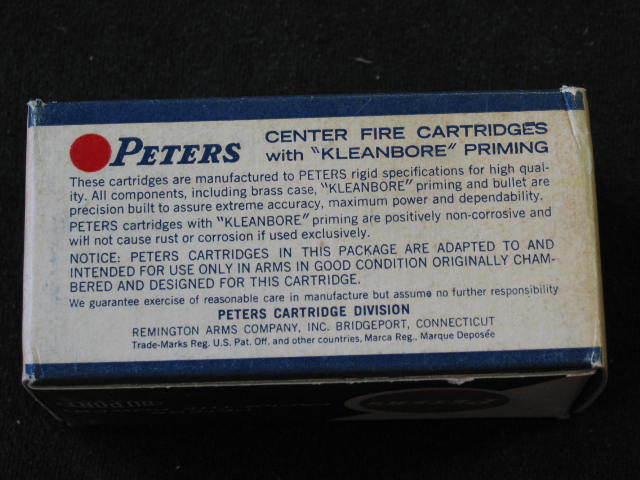 PETERS
CENTER FIRE CARTRIDGES
with "KLEANBORE" PRIMING
These cartridges are manufactured to PETERS rigid specifications for high qual-
ity. All components, including brass case, "KLEANBORE" priming and bullet are
precision built to assure extreme accuracy, maximum power and dependability.
PETERS cartridges with "KLEANBORE" priming are positively non-corrosive and
will not cause rust or corrosion if used exclusively.
NOTICE: PETERS CARTRIDGES IN THIS PACKAGE ARE ADAPTED TO AND
INTENDED FOR USE ONLY IN ARMS IN GOOD CONDITION ORIGINALLY CHAM-
BERED AND DESIGNED FOR THIS CARTRIDGE.
We guarantee exercise of reasonable care in manufacture but assume no further responsibility
PETERS CARTRIDGE DIVISION
REMINGTON ARMS COMPANY, INC. BRIDGEPORT, CONNECTICUT
Trade-Marks Reg. U.S. Pat. Off. and other countries, Marca Reg., Marque Deposée